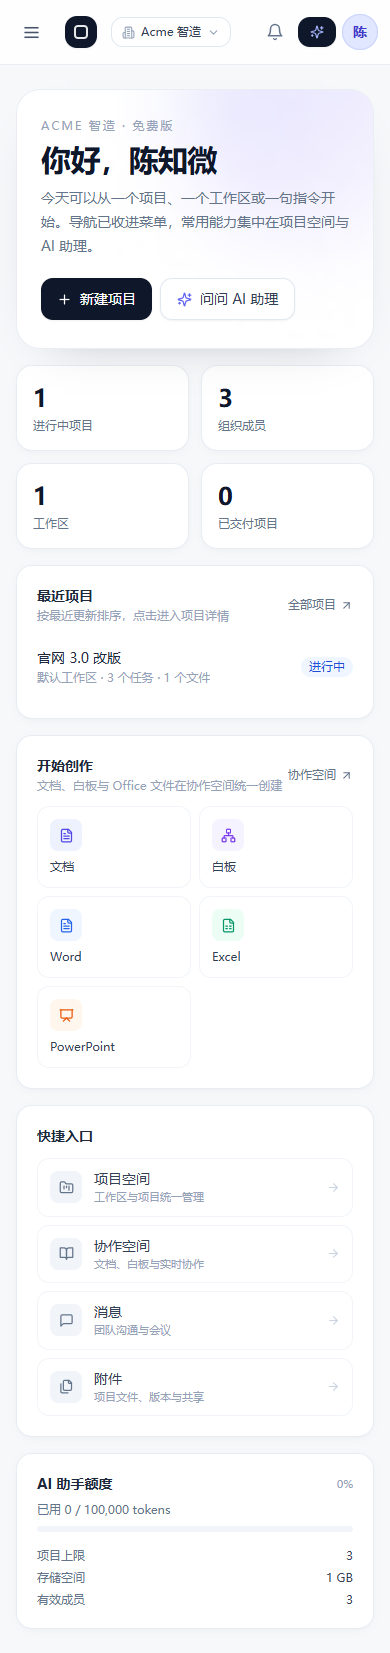 Acme 智造
陈
ACME 智造 · 免费版
你好，陈知微
今天可以从一个项目、一个工作区或一句指令开
始。导航已收进菜单，常用能力集中在项目空间与
AI 助理。
新建项目
问问 AI 助理
1
进行中项目
3
组织成员
1
工作区
0
已交付项目
最近项目
按最近更新排序，点击进入项目详情
全部项目
官网 3.0 改版
默认工作区 · 3 个任务 · 1 个文件
进行中
开始创作
文档、白板与 Office 文件在协作空间统一创建
协作空间
文档
白板
Word
Excel
PowerPoint
快捷入口
项目空间
工作区与项目统一管理
协作空间
文档、白板与实时协作
消息
团队沟通与会议
附件
项目文件、版本与共享
AI 助手额度
0%
已用 0 / 100,000 tokens
项目上限
3
存储空间
1 GB
有效成员
3